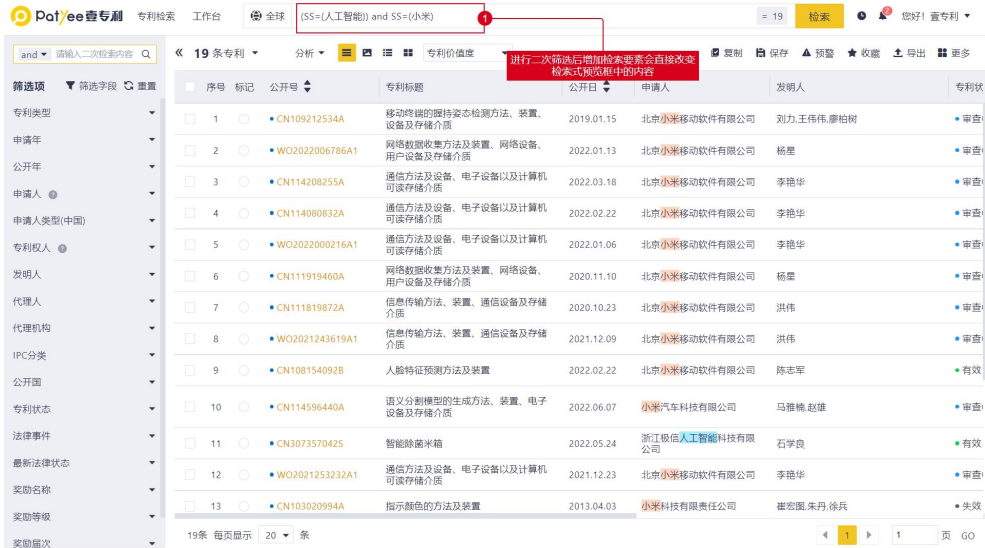 Pat𝑦ee壹专利 专利检索 工作台 全球 (SS=(人工智能)) and SS=(小米) 1 = 19 检索 2 您好! 壹专利
and 请输入二次检索内容 19 条专利 分析 专利价值度 复制 保存 预警 收藏 导出 更多
进行二次筛选后增加检索要素会直接改变
检索式预览框中的内容
筛选项 筛选字段 重置 序号 标记 公开号 专利标题 公开日 申请人 发明人 专利状
专利类型
申请年
公开年
申请人
申请人类型(中国)
专利权人
发明人
代理人
代理机构
IPC分类
公开国
专利状态
法律事件
最新法律状态
奖励名称
奖励等级
奖励届次
1 CN109212534A 移动终端的握持姿态检测方法、装置、 2019.01.15 北京小米移动软件有限公司 刘力,王伟伟,廖柏树 审查
设备及存储介质
2 WO2022006786A1 网络数据收集方法及装置、网络设备、 2022.01.13 北京小米移动软件有限公司 杨星 审查
用户设备及存储介质
3 CN114208255A 通信方法及设备、电子设备以及计算机 2022.03.18 北京小米移动软件有限公司 李艳华 审查
可读存储介质
4 CN114080832A 通信方法及设备、电子设备以及计算机 2022.02.22 北京小米移动软件有限公司 李艳华 审查
可读存储介质
5 WO2022000216A1 通信方法及设备、电子设备以及计算机 2022.01.06 北京小米移动软件有限公司 李艳华 审查
可读存储介质
6 CN111919460A 网络数据收集方法及装置、网络设备、 2020.11.10 北京小米移动软件有限公司 杨星 审查
用户设备及存储介质
7 CN111819872A 信息传输方法、装置、通信设备及存储 2020.10.23 北京小米移动软件有限公司 洪伟 审查
介质
8 WO2021243619A1 信息传输方法、装置、通信设备及存储 2021.12.09 北京小米移动软件有限公司 洪伟 审查
介质
9 CN108154092B 人脸特征预测方法及装置 2022.02.22 北京小米移动软件有限公司 陈志军 有效
10 CN114596440A 语义分割模型的生成方法、装置、电子 2022.06.07 小米汽车科技有限公司 马雅楠,赵雄 审查
设备及存储介质
11 CN307357042S 智能除菌米箱 2022.05.24 浙江极信人工智能科技有限 石学良 有效
公司
12 WO2021253232A1 通信方法及设备、电子设备以及计算机 2021.12.23 北京小米移动软件有限公司 李艳华 审查
可读存储介质
13 CN103020994A 指示颜色的方法及装置 2013.04.03 小米科技有限责任公司 崔宏图,朱丹,徐兵 失效
19条 每页显示 20 条 1 1 页 GO